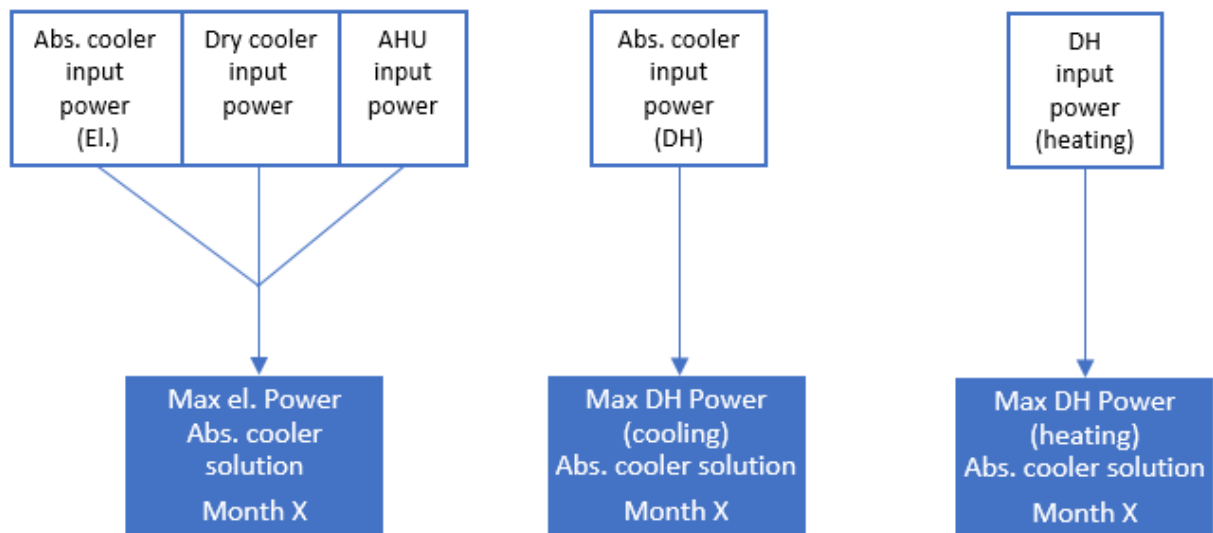 Abs. cooler
input
power
(El.)
Dry cooler
input
power
AHU
input
power
Abs. cooler
input
power
(DH)
DH
input
power
(heating)
Max el. Power
Abs. cooler
solution
Month X
Max DH Power
(cooling)
Abs. cooler solution
Month X
Max DH Power
(heating)
Abs. cooler solution
Month X